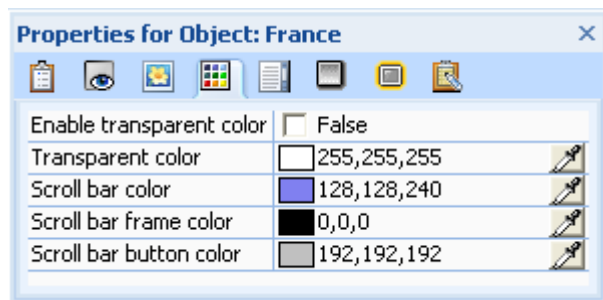 Properties for Object: France
Enable transparent color False
Transparent color 255,255,255
Scroll bar color 128,128,240
Scroll bar frame color 0,0,0
Scroll bar button color 192,192,192